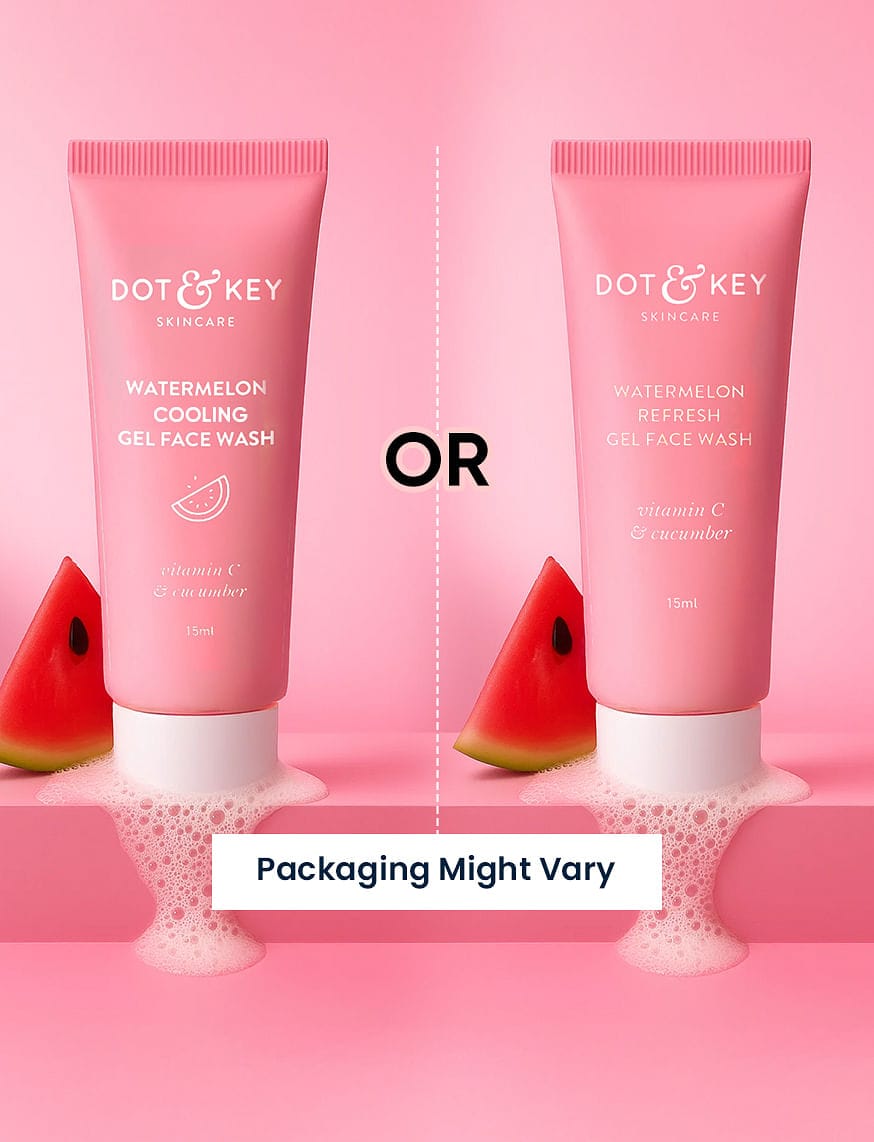 DOT & KEY
SKINCARE
WATERMELON
COOLING
GEL FACE WASH
vitamin C
& cucumber
15ml
OR
DOT & KEY
SKINCARE
WATERMELON
REFRESH
GEL FACE WASH
vitamin C
& cucumber
15ml
Packaging Might Vary